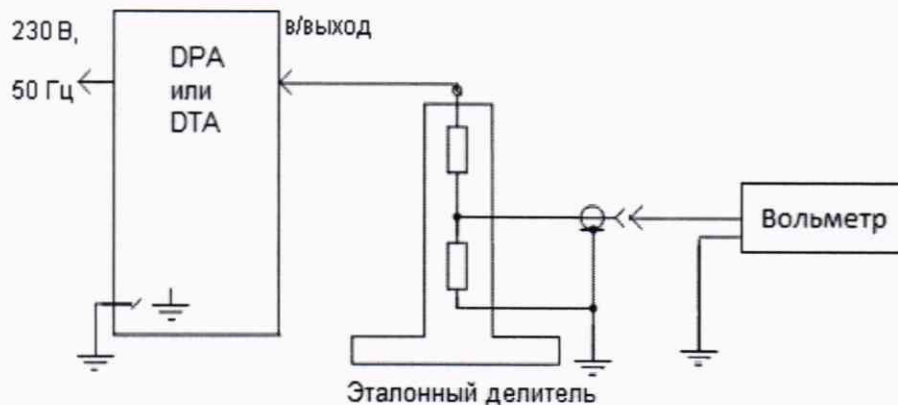 230 В,
50 Гц
DPA
или
DTA
в/выход
Вольметр
Эталонный делитель